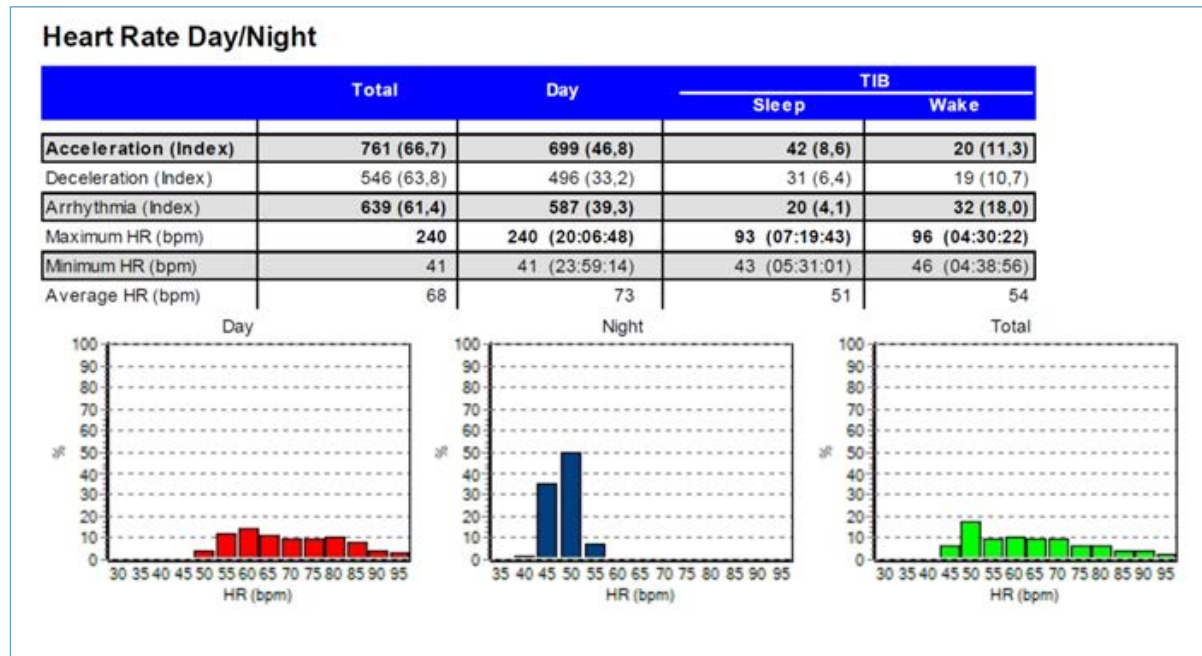 Heart Rate Day/Night
Total Day TIB
Sleep Wake
Acceleration (Index) 761 (66,7) 699 (46,8) 42 (8,6) 20 (11,3)
Deceleration (Index) 546 (63,8) 496 (33,2) 31 (6,4) 19 (10,7)
Arrhythmia (Index) 639 (61,4) 587 (39,3) 20 (4,1) 32 (18,0)
Maximum HR (bpm) 240 240 (20:06:48) 93 (07:19:43) 96 (04:30:22)
Minimum HR (bpm) 41 41 (23:59:14) 43 (05:31:01) 46 (04:38:56)
Average HR (bpm) 68 73 51 54
Day
100
90
80
70
60
50
40
30
20
10
0
%
30 35 40 45 50 55 60 65 70 75 80 85 90 95
HR (bpm)
Night
100
90
80
70
60
50
40
30
20
10
0
%
35 40 45 50 55 60 65 70 75 80 85 90 95
HR (bpm)
Total
100
90
80
70
60
50
40
30
20
10
0
%
30 35 40 45 50 55 60 65 70 75 80 85 90 95
HR (bpm)